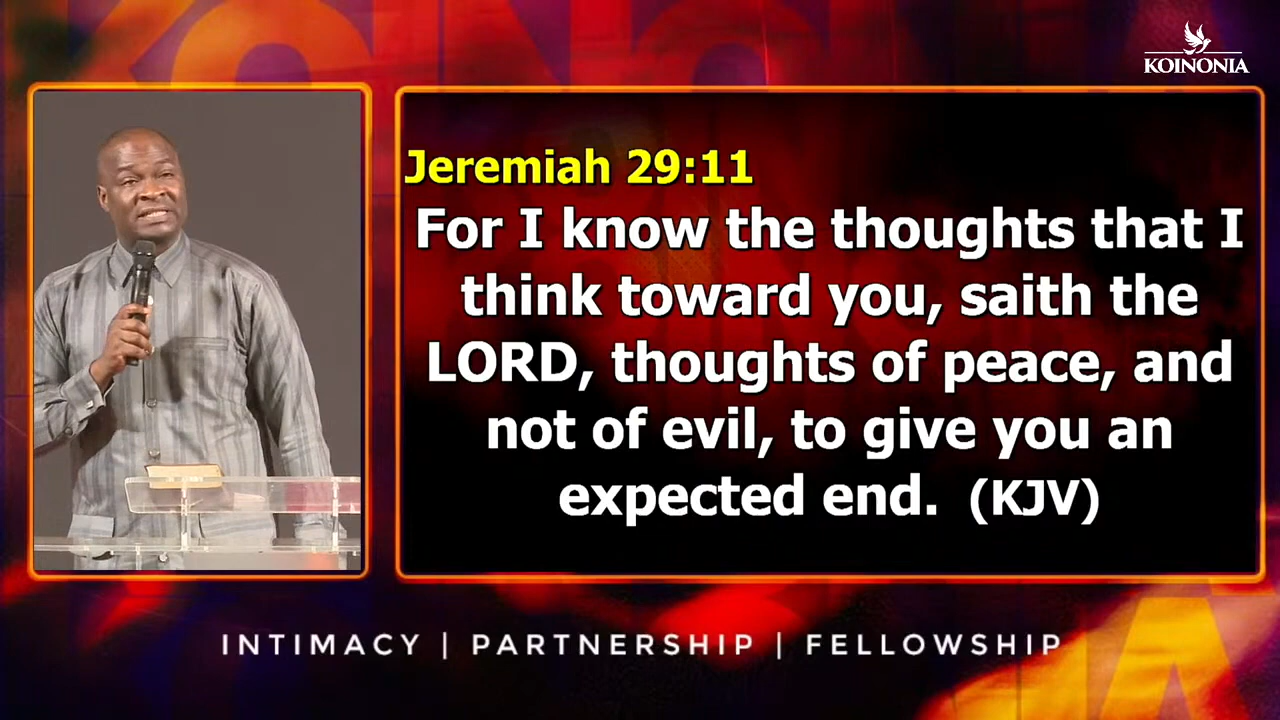 KOINONIA
Jeremiah 29:11
For I know the thoughts that I
think toward you, saith the
LORD, thoughts of peace, and
not of evil, to give you an
expected end. (KJV)
INTIMACY | PARTNERSHIP | FELLOWSHIP